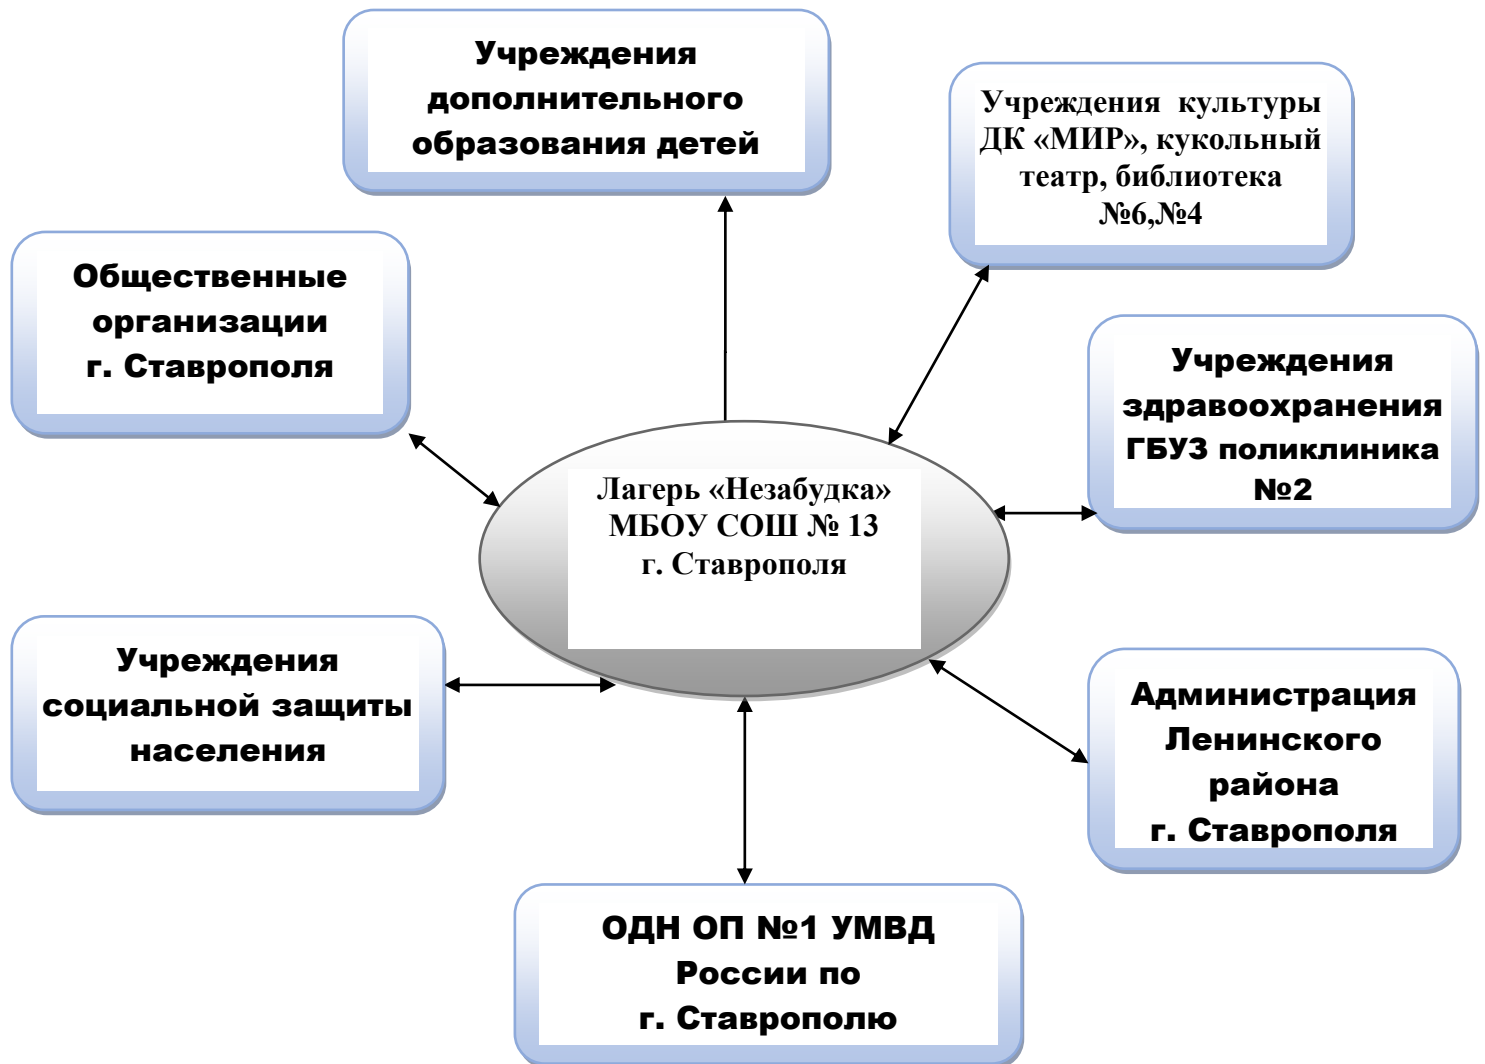 Учреждения
дополнительного
образования детей
Учреждения культуры
ДК «МИР», кукольный
театр, библиотека
№6,№4
Общественные
организации
г. Ставрополя
Учреждения
здравоохранения
ГБУЗ поликлиника
№2
Лагерь «Незабудка»
МБОУ СОШ № 13
г. Ставрополя
Учреждения
социальной защиты
населения
Администрация
Ленинского
района
г. Ставрополя
ОДН ОП №1 УМВД
России по
г. Ставрополю